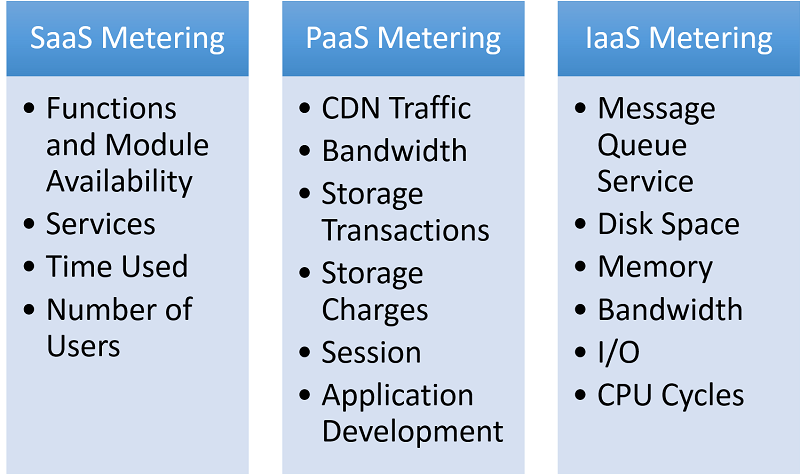 SaaS Metering
• Functions
and Module
Availability
• Services
• Time Used
• Number of
Users
PaaS Metering
• CDN Traffic
• Bandwidth
• Storage
Transactions
• Storage
Charges
• Session
• Application
Development
IaaS Metering
• Message
Queue
Service
• Disk Space
• Memory
• Bandwidth
• I/O
• CPU Cycles